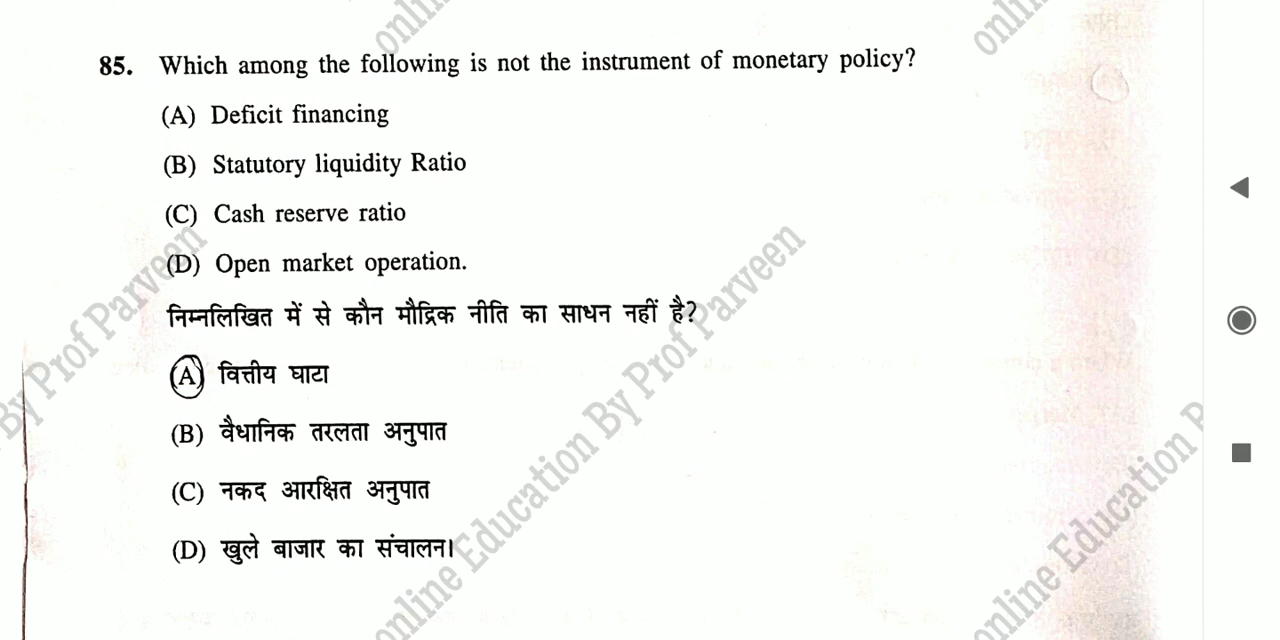 85. Which among the following is not the instrument of monetary policy?
(A) Deficit financing
(B) Statutory liquidity Ratio
(C) Cash reserve ratio
(D) Open market operation.
निम्नलिखित में से कौन मौद्रिक नीति का साधन नहीं है?
(A) वित्तीय घाटा
(B) वैधानिक तरलता अनुपात
(C) नकद आरक्षित अनुपात
(D) खुले बाजार का संचालन।
By Prof Parveen
online Education By Prof Parveen
online Education P
onlin
onlin